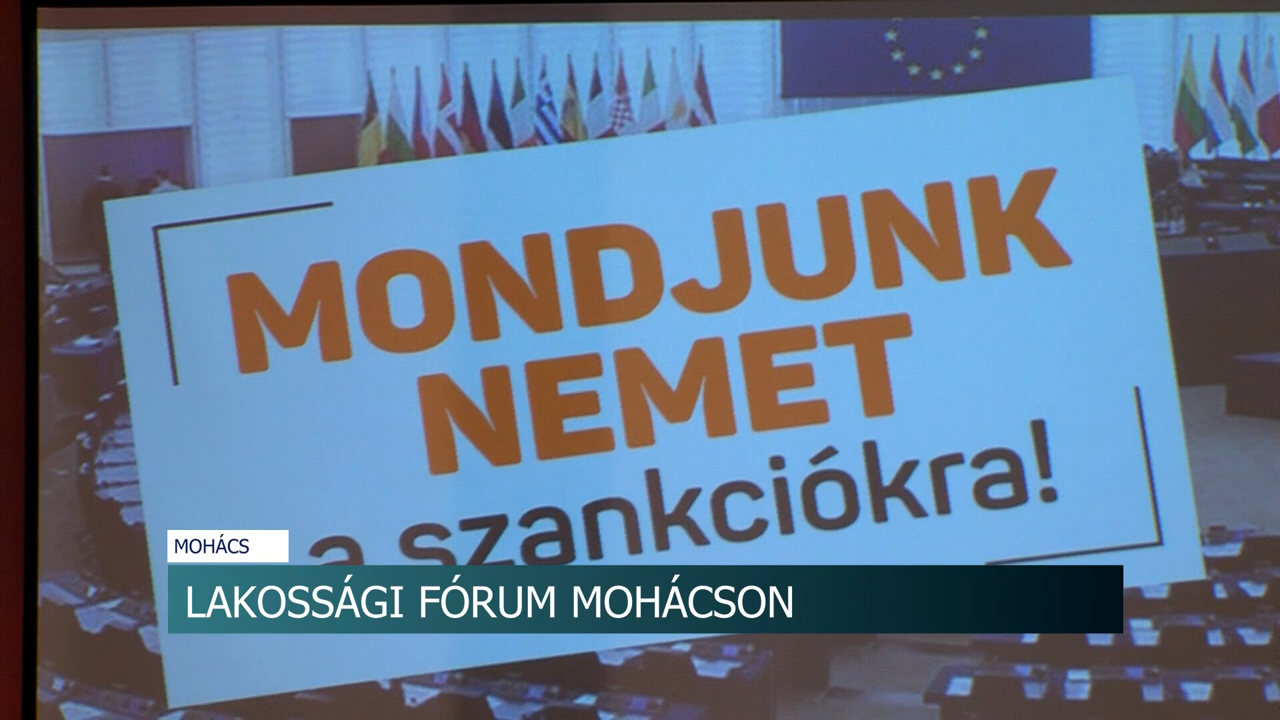 MONDJUNK
NEMET
a szankciókra!
MOHÁCS
LAKOSSÁGI FÓRUM MOHÁCSON